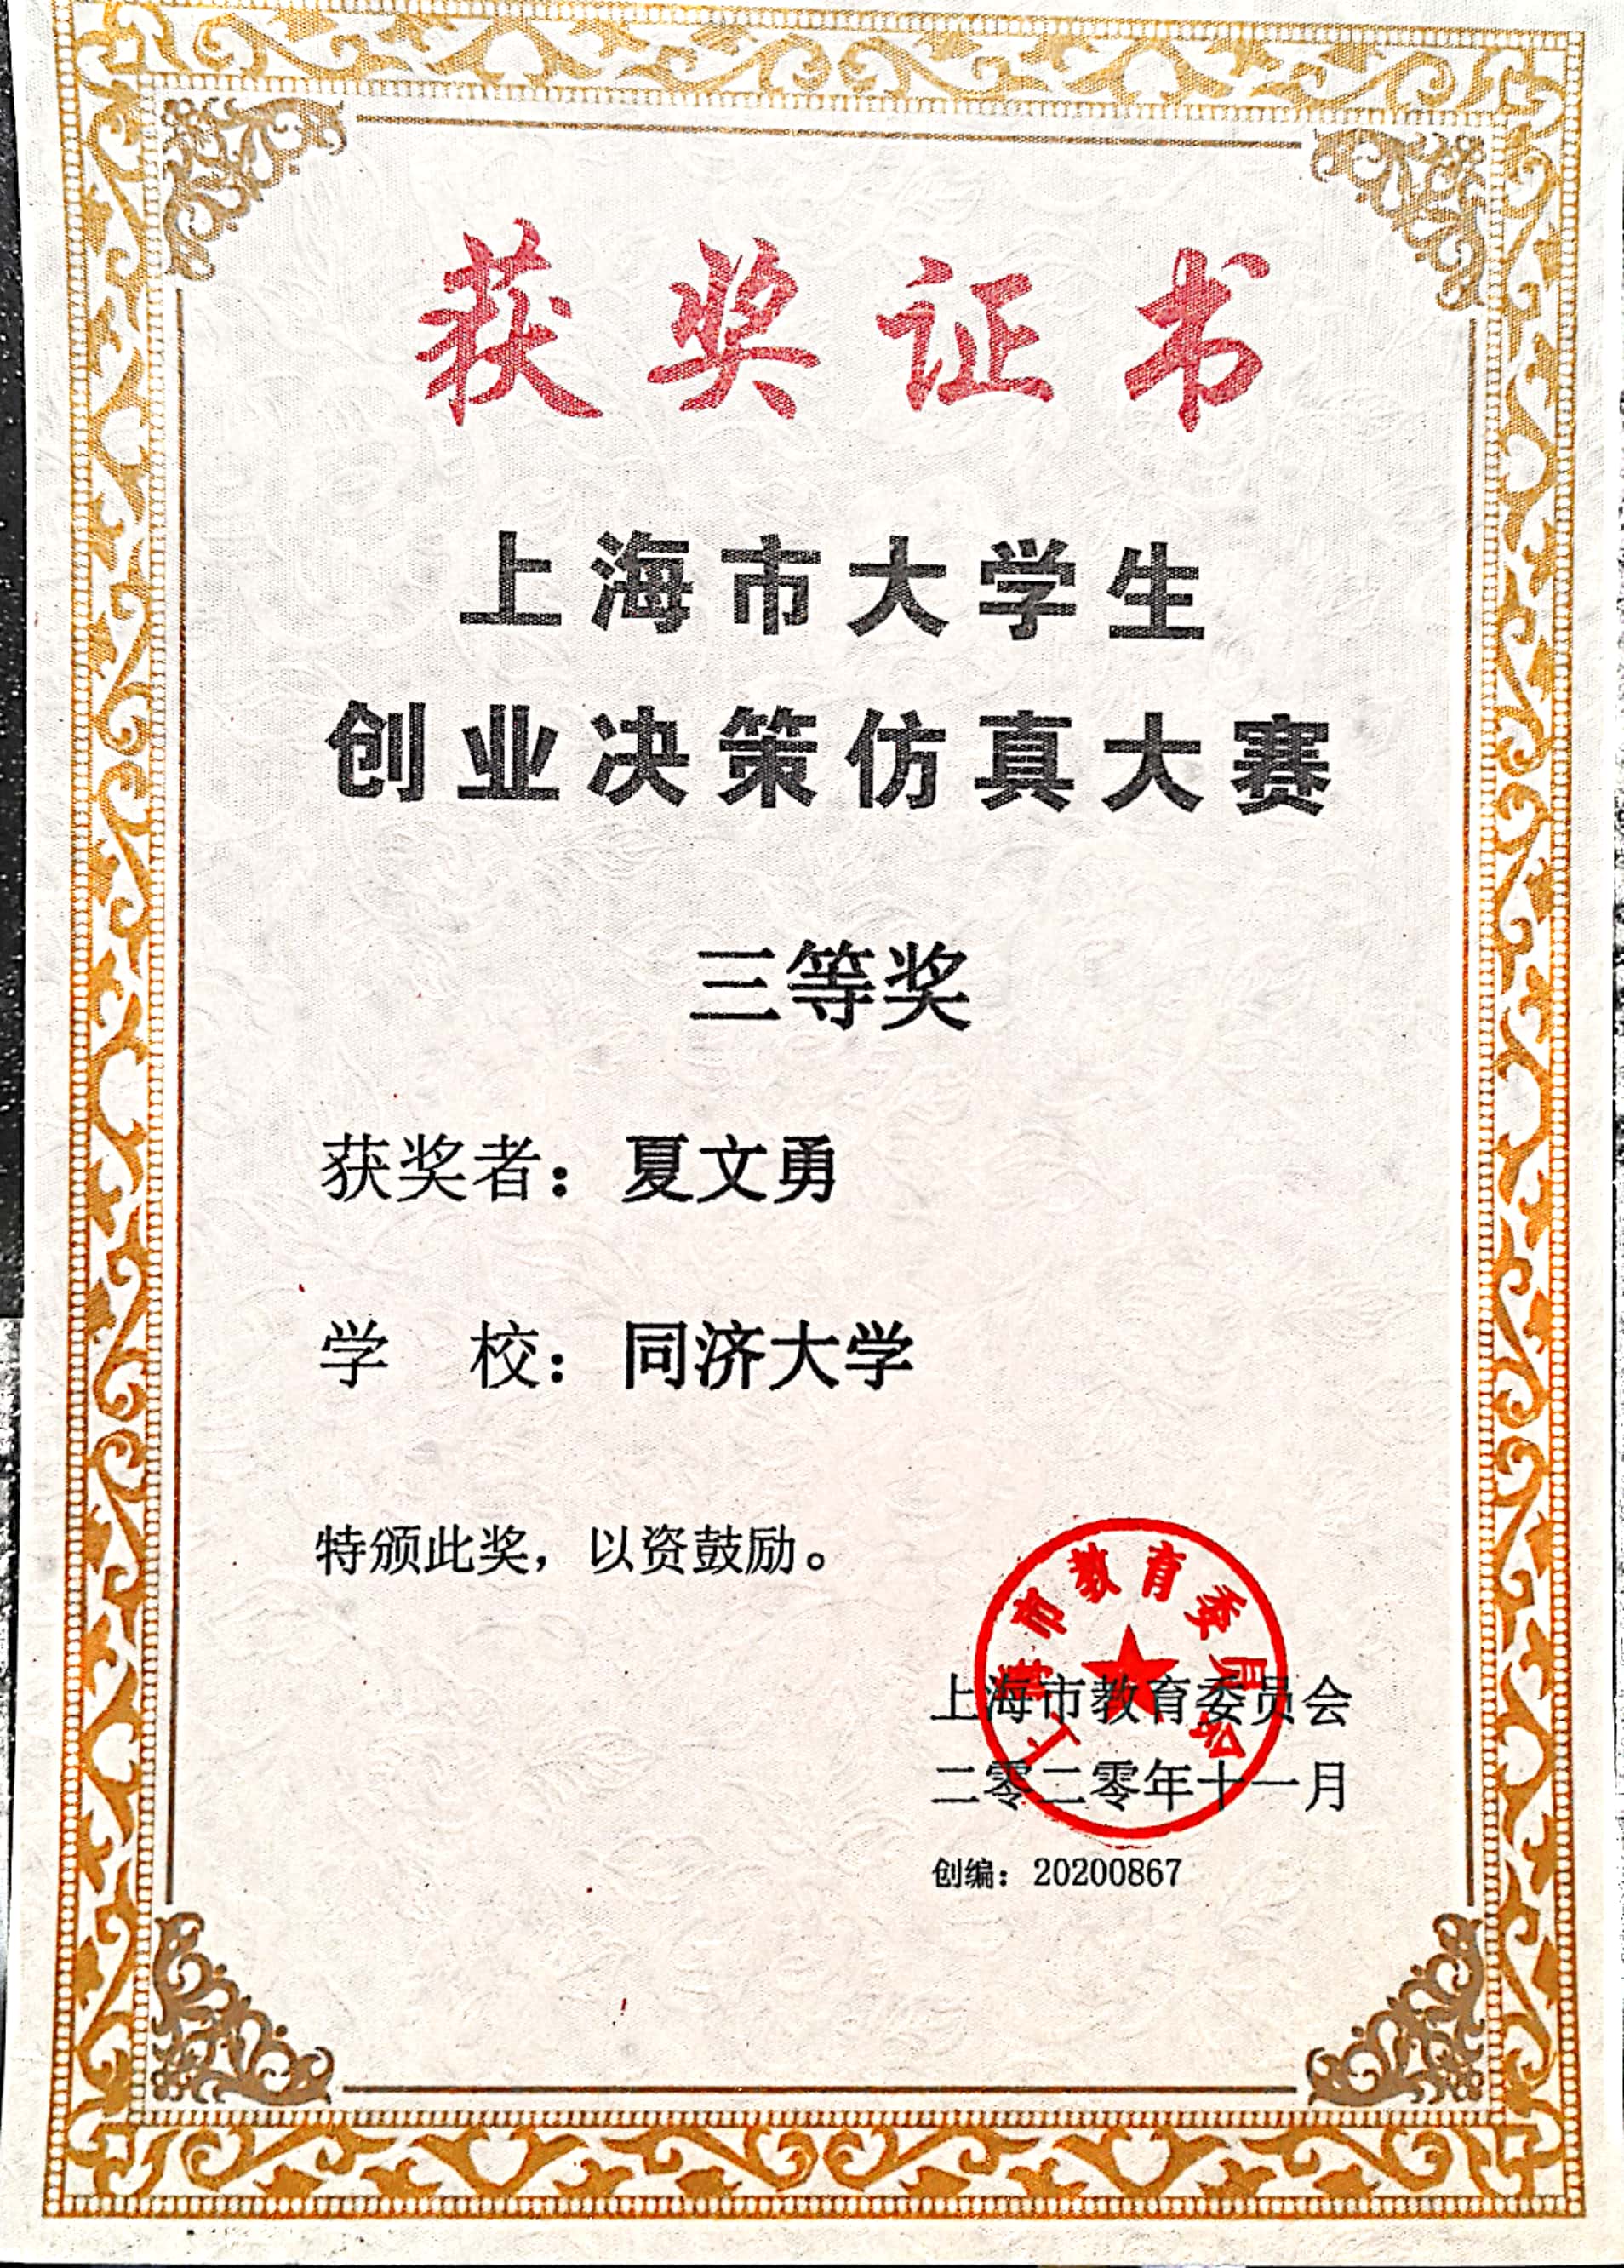 获奖证书
上海市大学生
创业决策仿真大赛
三等奖
获奖者：夏文勇
学　校：同济大学
特颁此奖，以资鼓励。
上海市教育委员会
上海市教育委员会
二零二零年十一月
创编：20200867